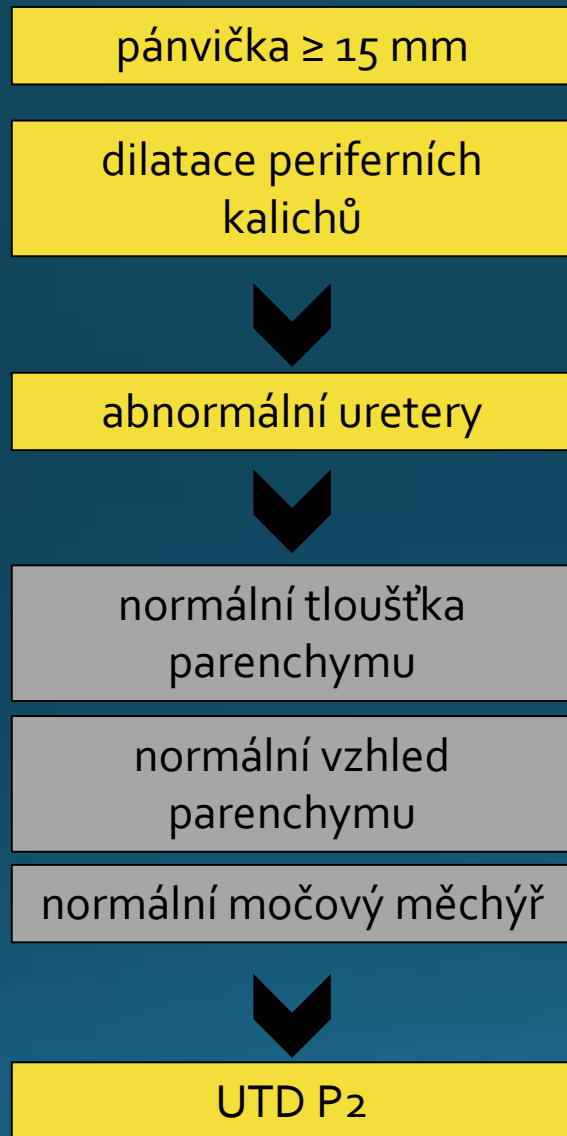 pánvička ≥ 15 mm
dilatace periferních
kalichů
abnormální uretery
normální tloušťka
parenchymu
normální vzhled
parenchymu
normální močový měchýř
UTD P2